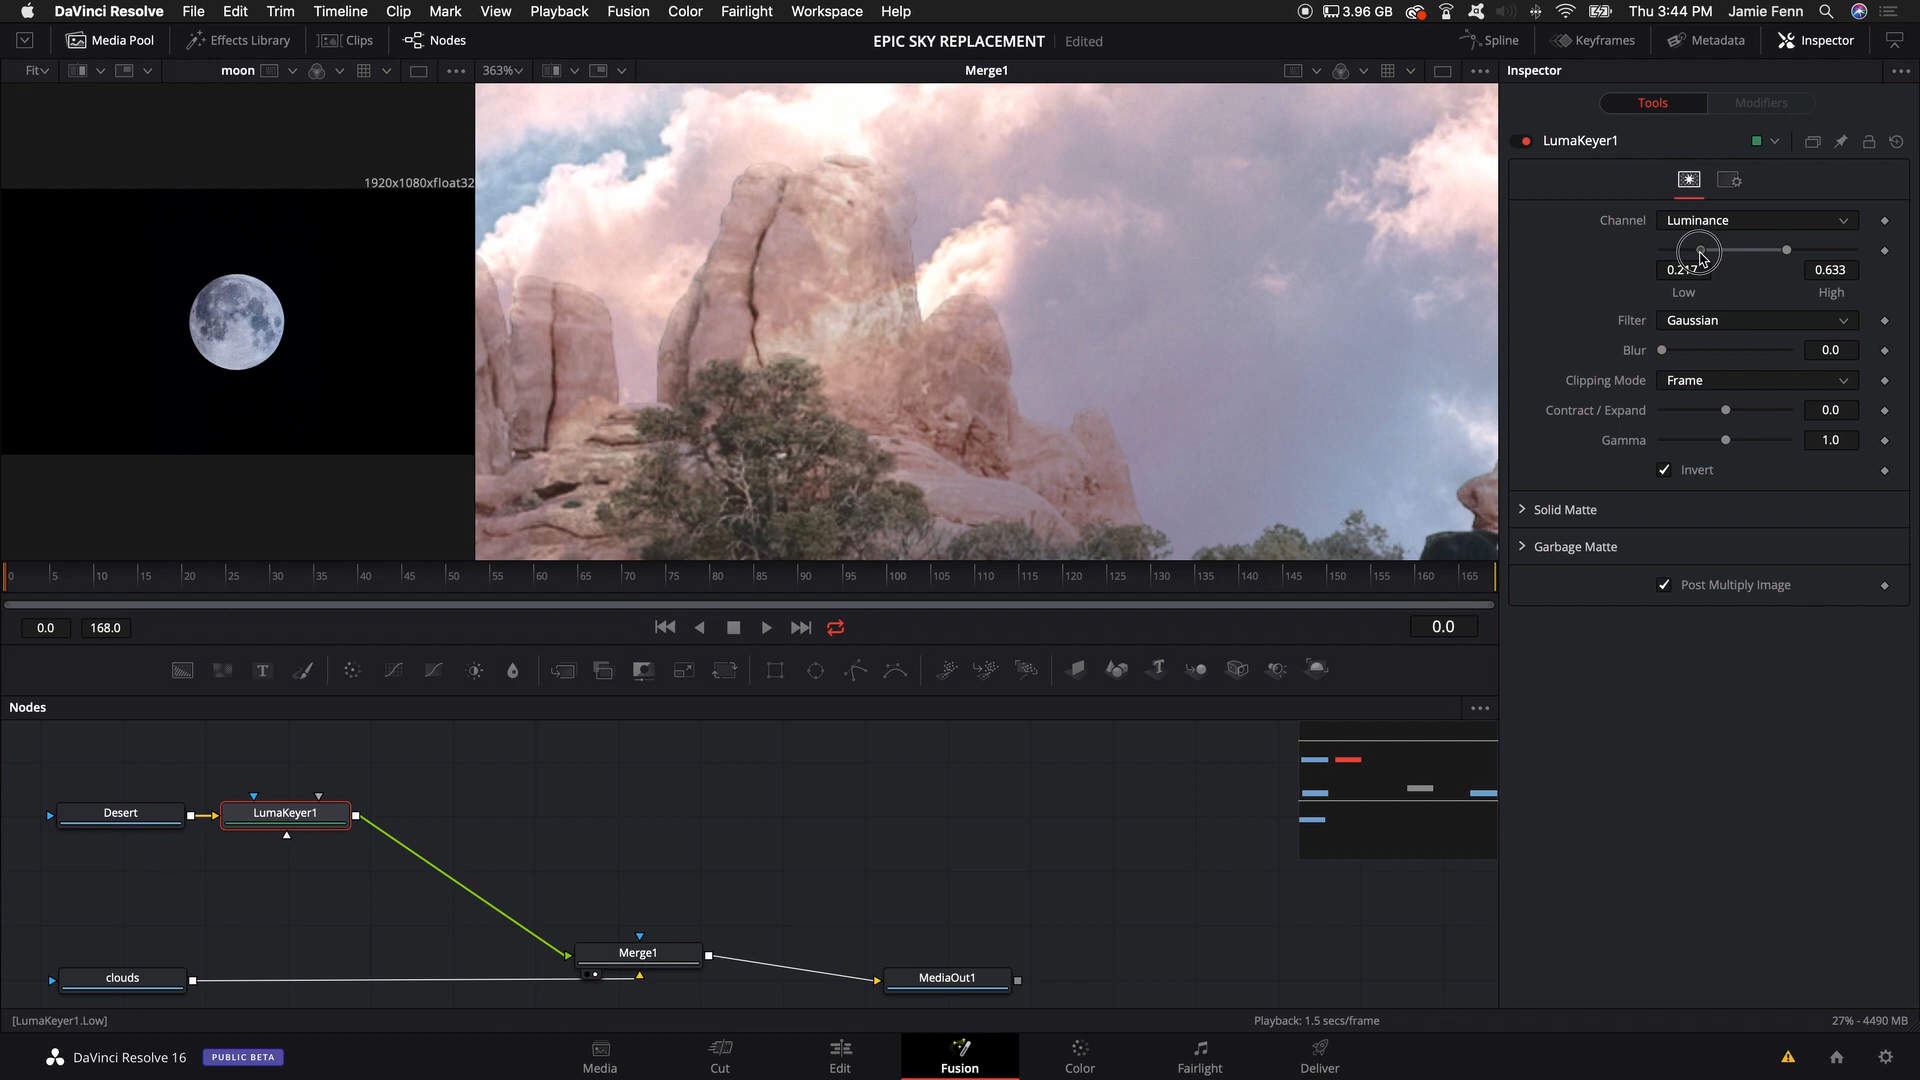 DaVinci Resolve File Edit Trim Timeline Clip Mark View Playback Fusion Color Fairlight Workspace Help 3.96 GB Thu 3:44 PM Jamie Fenn
Media Pool Effects Library Clips Nodes EPIC SKY REPLACEMENT Edited Spline Keyframes Metadata Inspector
Fit moon 363% Merge1 Inspector
Tools Modifiers
LumaKeyer1
1920x1080xfloat32
Channel Luminance
0.217 0.633
Low High
Filter Gaussian
Blur 0.0
Clipping Mode Frame
Contract / Expand 0.0
Gamma 1.0
Invert
Solid Matte
Garbage Matte
Post Multiply Image
0 5 10 15 20 25 30 35 40 45 50 55 60 65 70 75 80 85 90 95 100 105 110 115 120 125 130 135 140 145 150 155 160 165
0.0 168.0 0.0
T T
Nodes
Desert LumaKeyer1
Merge1
clouds MediaOut1
[LumaKeyer1.Low] Playback: 1.5 secs/frame 27% - 4490 MB
DaVinci Resolve 16 PUBLIC BETA Media Cut Edit Fusion Color Fairlight Deliver